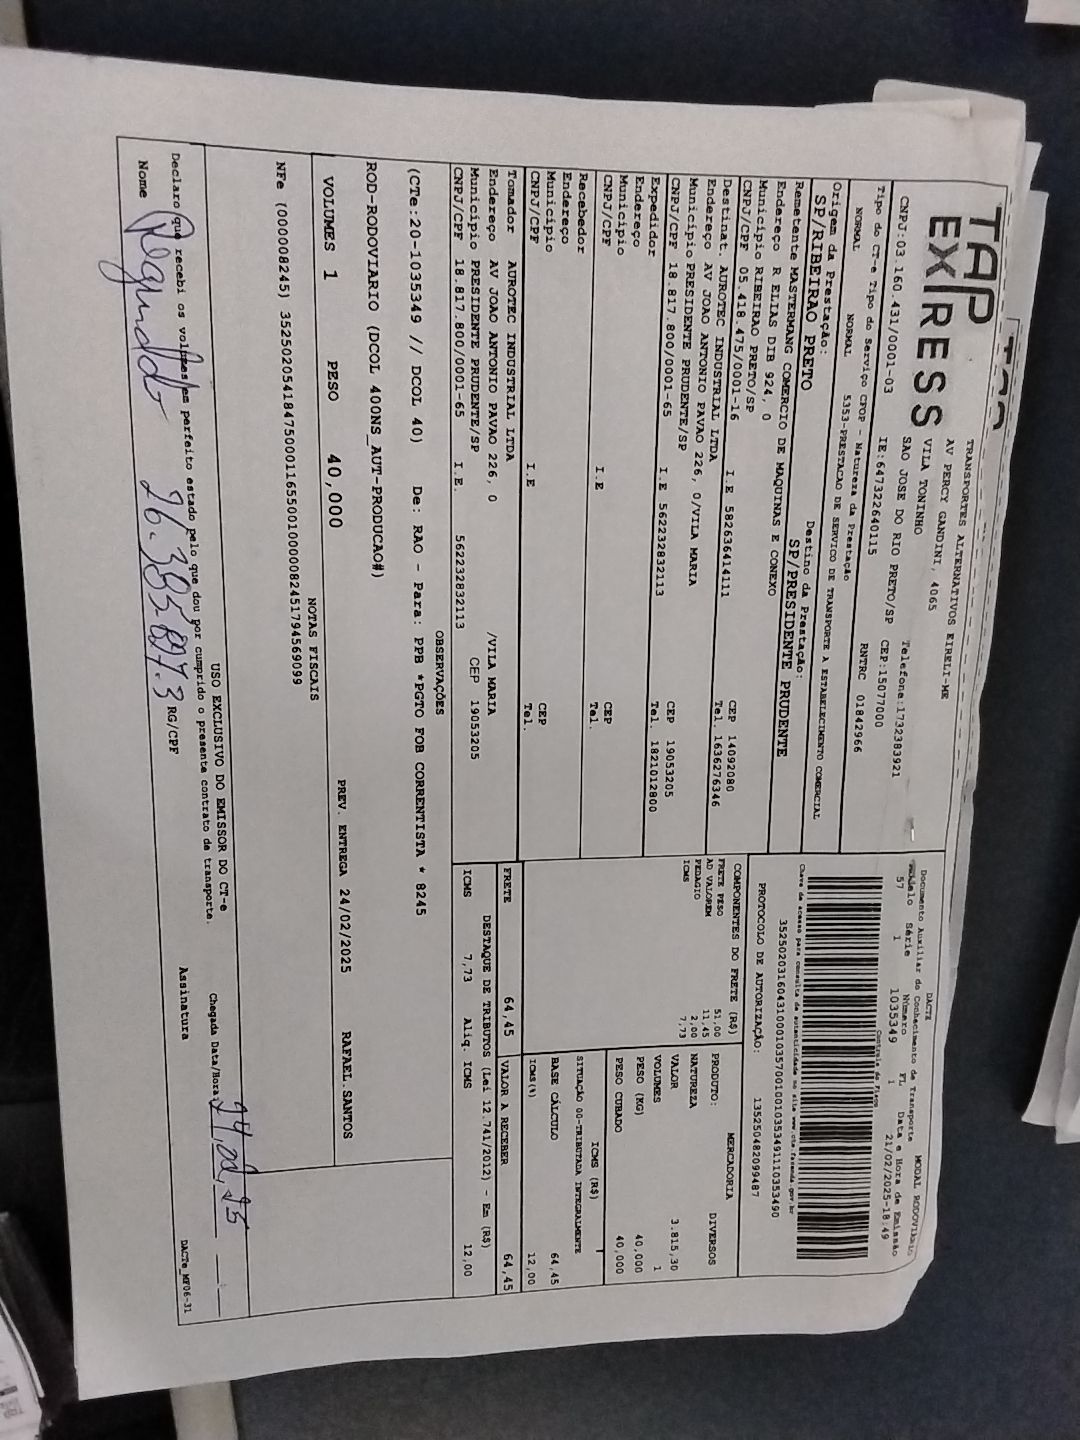 TAP
EXPRESS
TRANSPORTES ALTERNATIVOS EIRELI-ME
AV PERCY GANDINI, 4065
VILA TONINHO
SAO JOSE DO RIO PRETO/SP CEP:15077000
CNPJ:03.160.431/0001-03 IE:647322640115 Telefone:1732383921
RNTRC 01842966
Tipo do CT-e Tipo do Serviço CFOP - Natureza da Prestação
NORMAL NORMAL 5353-PRESTACAO DE SERVICO DE TRANSPORTE A ESTABELECIMENTO COMERCIAL
Origem da Prestação: Destino da Prestação:
SP/RIBEIRAO PRETO SP/PRESIDENTE PRUDENTE
Remetente MASTERMANG COMERCIO DE MAQUINAS E CONEXO
Endereço R ELIAS DIB 924, 0
Município RIBEIRAO PRETO/SP CEP 14092080
CNPJ/CPF 05.418.475/0001-16 I.E 582636414111 Tel. 1636276346
Destinat. AUROTEC INDUSTRIAL LTDA
Endereço AV JOAO ANTONIO PAVAO 226, 0/VILA MARIA
Município PRESIDENTE PRUDENTE/SP CEP 19053205
CNPJ/CPF 18.817.800/0001-65 I.E 562232832113 Tel. 1821012800
Expedidor
Endereço
Município CEP
CNPJ/CPF I.E Tel.
Recebedor
Endereço
Município CEP
CNPJ/CPF I.E Tel.
Tomador AUROTEC INDUSTRIAL LTDA
Endereço AV JOAO ANTONIO PAVAO 226, 0 /VILA MARIA
Município PRESIDENTE PRUDENTE/SP CEP 19053205
CNPJ/CPF 18.817.800/0001-65 I.E. 562232832113
DACTE
Documento Auxiliar do Conhecimento de Transporte MODAL RODOVIARIO
Modelo Série Número FL Data e Hora de Emissão
57 1 1035349 1 21/02/2025-18:49
Controle do Fisco
Chave de acesso para consulta de autenticidade no site www.cte.fazenda.gov.br
35250203160431000103570010010353491110353490
PROTOCOLO DE AUTORIZAÇÃO: 135250482099487
COMPONENTES DO FRETE (R$)
FRETE PESO 51,00
AD VALOREM 11,45
PEDAGIO 2,00
ICMS 7,73
MERCADORIA
PRODUTO: DIVERSOS
NATUREZA
VALOR 3.815,30
VOLUMES 1
PESO (KG) 40,000
PESO CUBADO 40,000
ICMS (R$)
SITUAÇÃO 00-TRIBUTADA INTEGRALMENTE
BASE CÁLCULO 64,45
ICMS(%) 12,00
FRETE 64,45 VALOR A RECEBER 64,45
DESTAQUE DE TRIBUTOS (Lei 12.741/2012) - Em (R$)
ICMS 7,73 Aliq. ICMS 12,00
OBSERVAÇÕES
(CTe:20-1035349 // DCOL 40) De: RAO - Para: PPB *PGTO FOB CORRENTISTA * 8245
ROD-RODOVIARIO (DCOL 400NS_AUT-PRODUCAO#)
VOLUMES 1 PESO 40,000 PREV. ENTREGA 24/02/2025 RAFAEL.SANTOS
NOTAS FISCAIS
NFe (000008245) 35250205418475000116550010000082451794569099
USO EXCLUSIVO DO EMISSOR DO CT-e
Declaro que recebi os volumes em perfeito estado pelo que dou por cumprido o presente contrato de transporte. Chegada Data/Hora 24.02.25
Nome RG/CPF Assinatura
DACTe_MF06-31